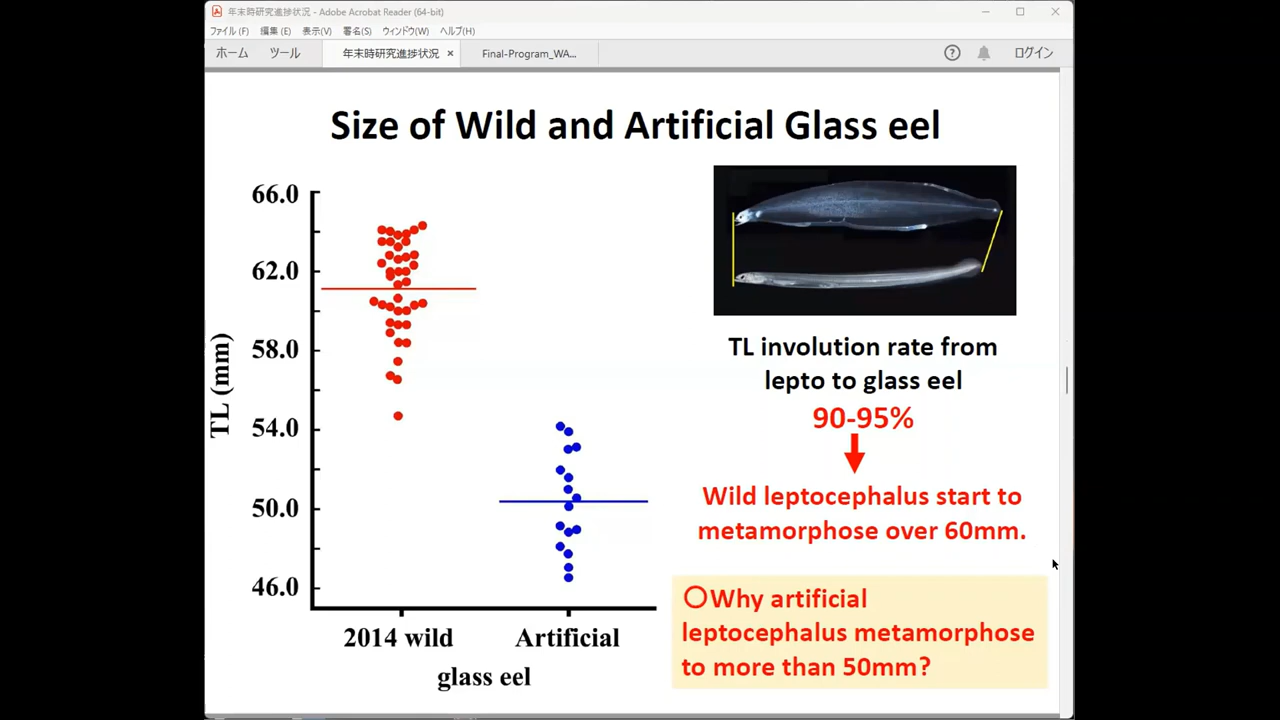 年末時研究進捗状況 - Adobe Acrobat Reader (64-bit)
ファイル(F) 編集(E) 表示(V) 署名(S) ウィンドウ(W) ヘルプ(H)
ホーム ツール 年末時研究進捗状況 × Final-Program_WA... ? ログイン
Size of Wild and Artificial Glass eel
66.0
62.0
58.0
54.0
50.0
46.0
TL (mm)
2014 wild Artificial
glass eel
TL involution rate from
lepto to glass eel
90-95%
Wild leptocephalus start to
metamorphose over 60mm.
〇Why artificial
leptocephalus metamorphose
to more than 50mm?